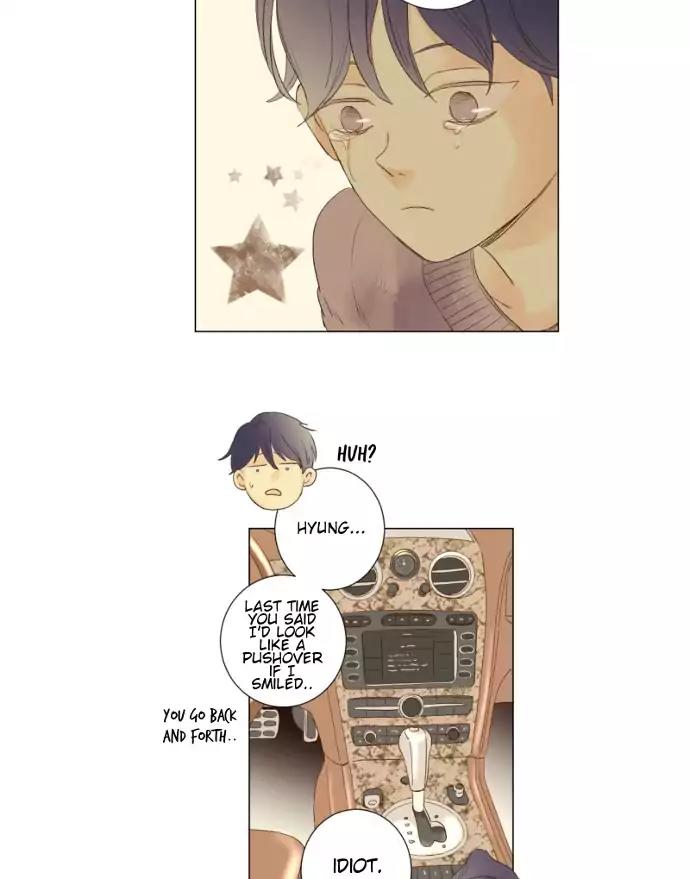 HUH?
HYUNG...
LAST TIME
YOU SAID
I'D LOOK
LIKE A
PUSHOVER
IF I
SMILED..
YOU GO BACK
AND FORTH..
IDIOT.